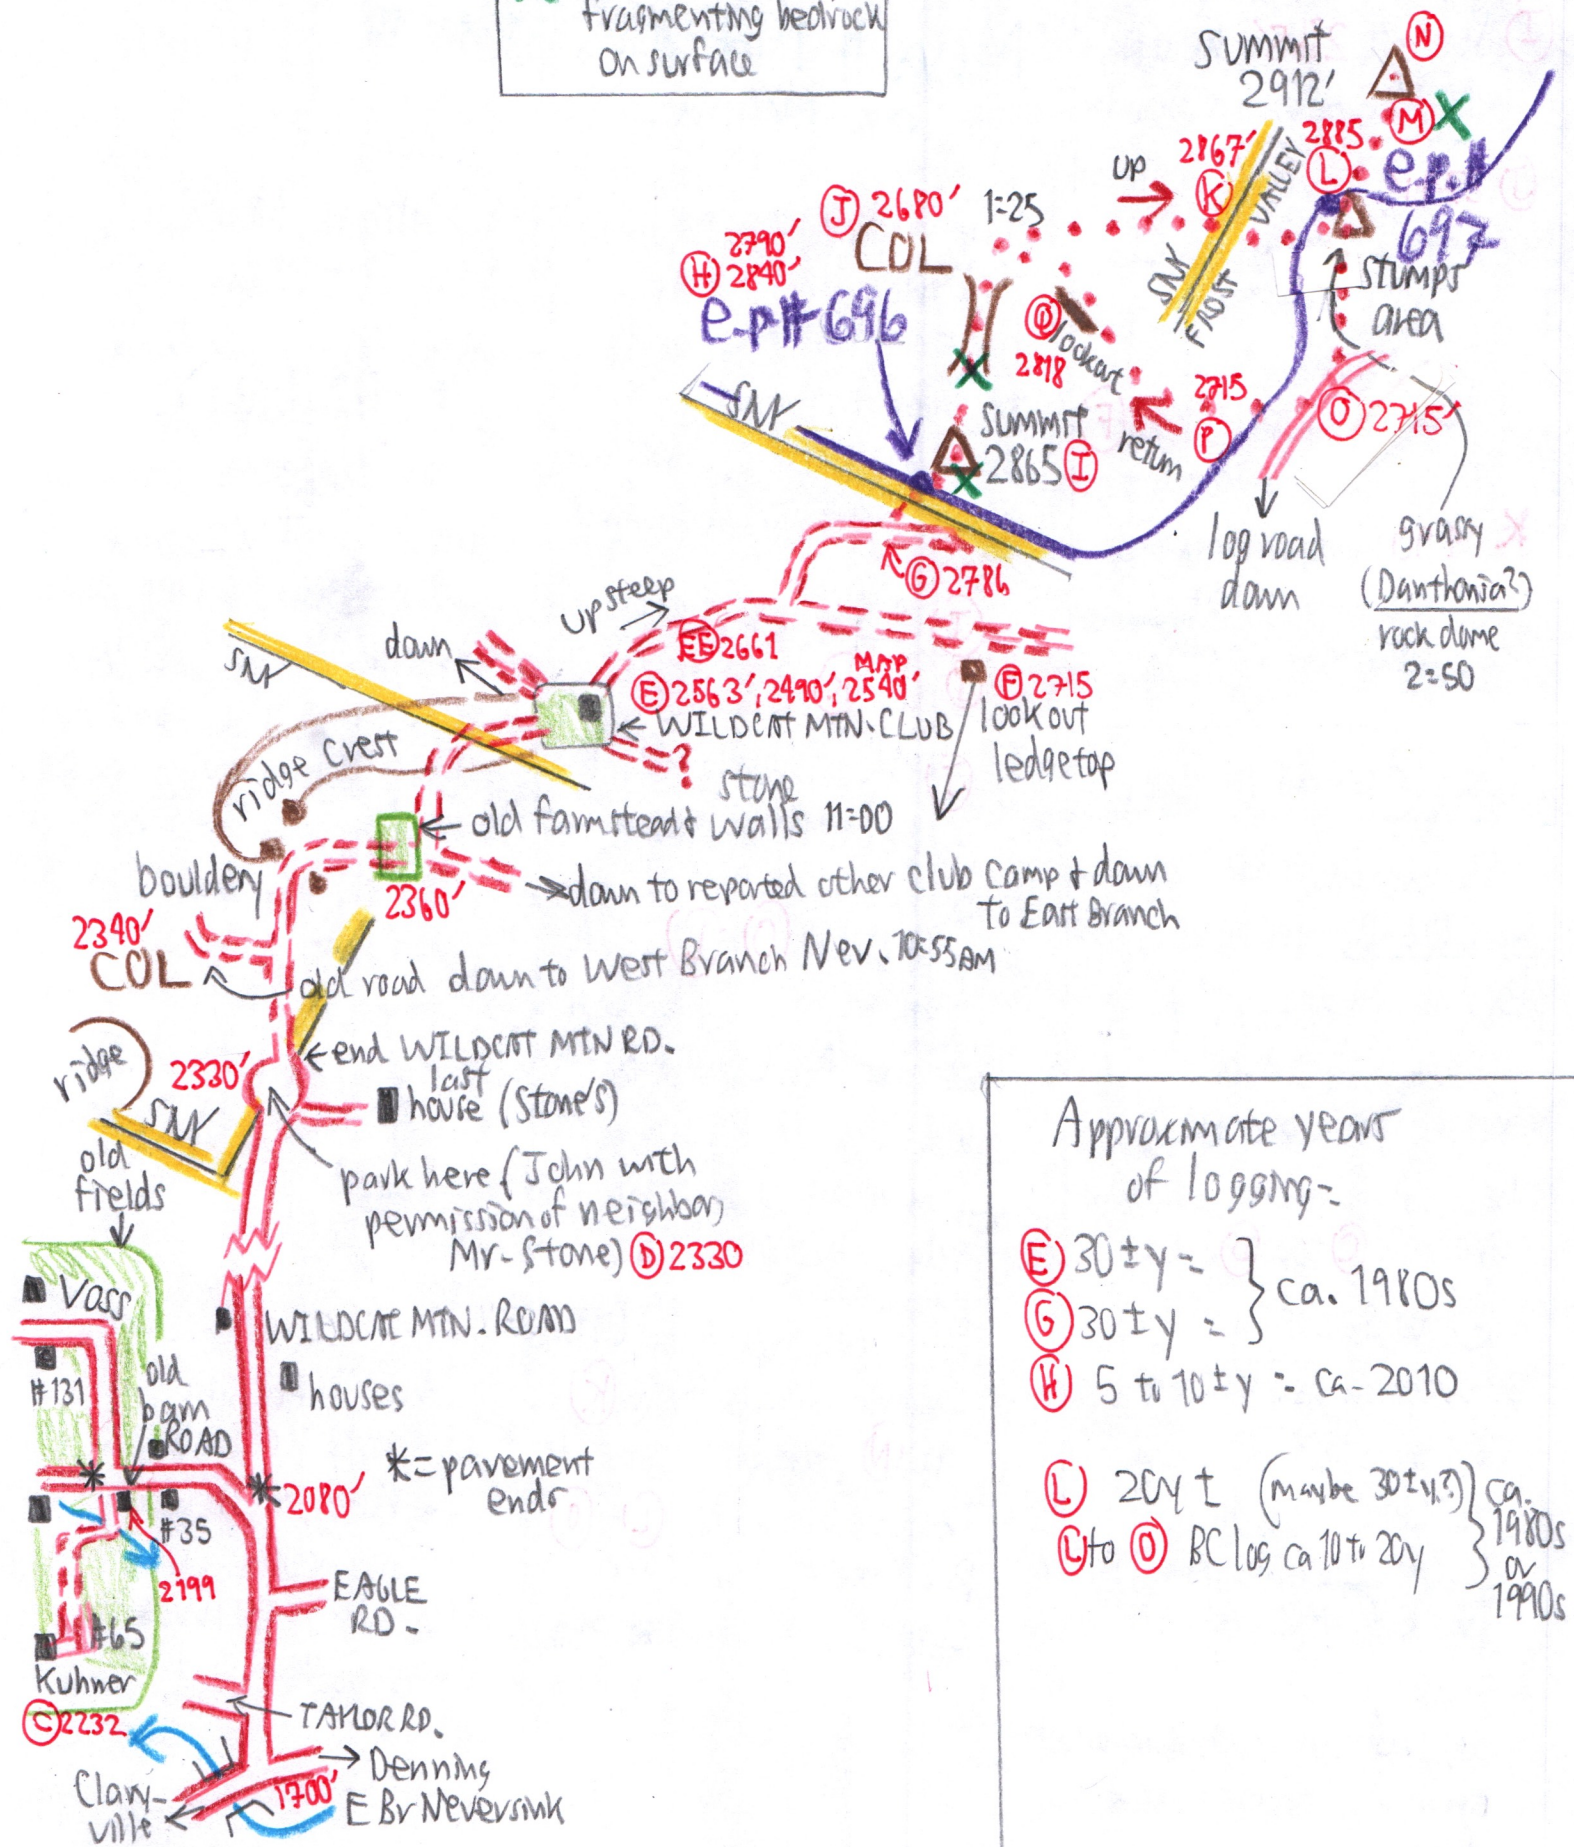 fragmenting bedrock
on surface
SUMMIT
2912'
N
M
X
2885
L
e.p.#
697
UP
2867'
K
VALLEY
SNK
FROST
J 2680'
COL
1:25
2790'
H 2840'
e.p# 696
stumps
area
lookout
2818
2715
P
return
O 2715'
SNK
SUMMIT
2865 I
log road
down
grassy
(Danthonia?)
rock dome
2:50
G 2786
up steep
down
SNK
EE 2661
MAP
E 2563', 2490', 2540'
F 2715
WILDCAT MTN. CLUB
lookout
ledgetop
?
ridge crest
old farmstead & stone walls 11:00
bouldery
2360'
down to reported other club camp & down
to East Branch
2340'
COL
old road down to West Branch Nev. 10:55 AM
ridge
2330'
end WILDCAT MTN RD.
last
house (Stone's)
SNK
old
fields
park here (John with
permission of neighbor,
Mr. Stone) D 2330
Voss
WILDCAT MTN. ROAD
#131
old
barn
ROAD
houses
*=pavement
ends
2080'
#35
2199
EAGLE
RD.
#65
Kuhner
C 2232
TAYLOR RD.
Denning
1700'
E Br Neversink
Clary-
ville
Approximate years
of logging:
E 30±y =
G 30±y =
ca. 1980s
H 5 to 10±y = ca. 2010
L 20y± (maybe 30±y?)
L to O BC log ca 10 to 20y
ca.
1980s
or
1990s